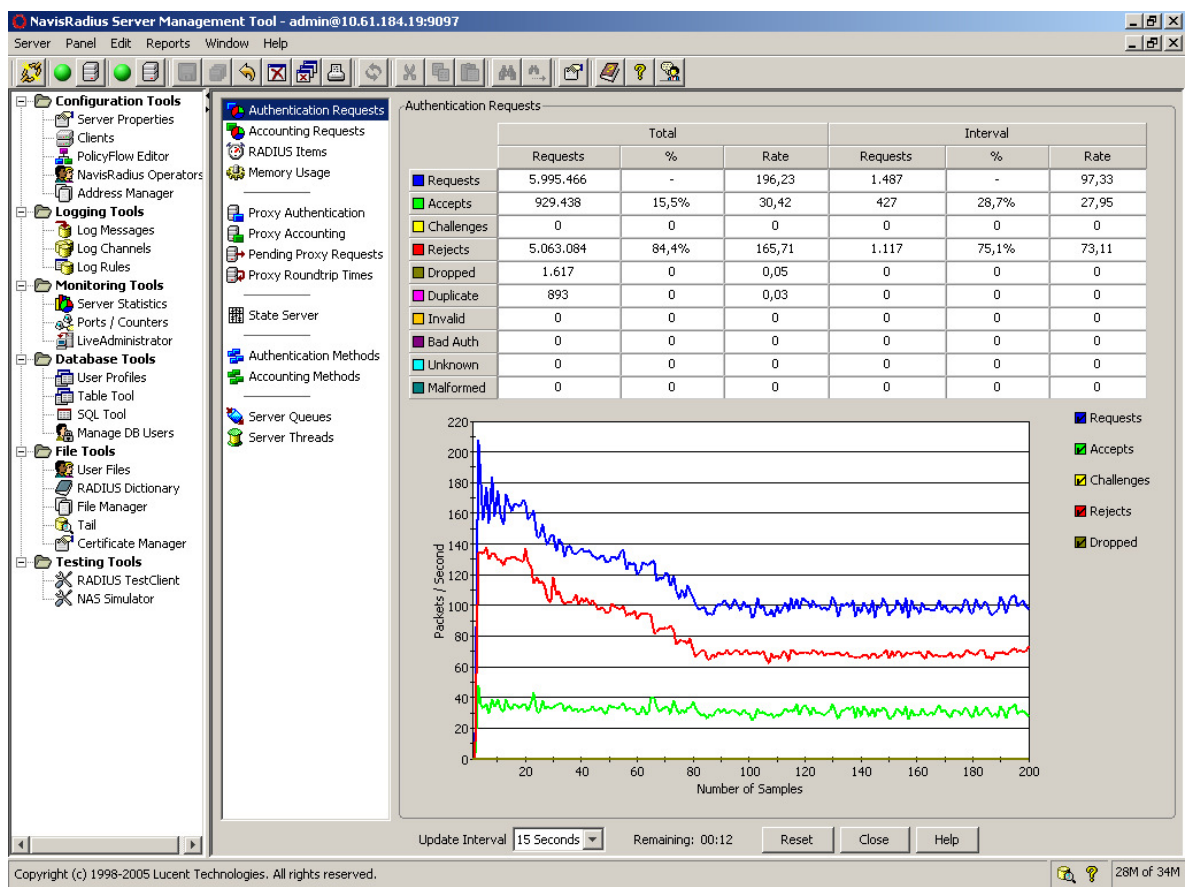 NavisRadius Server Management Tool - admin@10.61.184.19:9097
Server Panel Edit Reports Window Help
Configuration Tools
Server Properties
Clients
PolicyFlow Editor
NavisRadius Operators
Address Manager
Logging Tools
Log Messages
Log Channels
Log Rules
Monitoring Tools
Server Statistics
Ports / Counters
LiveAdministrator
Database Tools
User Profiles
Table Tool
SQL Tool
Manage DB Users
File Tools
User Files
RADIUS Dictionary
File Manager
Tail
Certificate Manager
Testing Tools
RADIUS TestClient
NAS Simulator
Authentication Requests
Accounting Requests
RADIUS Items
Memory Usage
Proxy Authentication
Proxy Accounting
Pending Proxy Requests
Proxy Roundtrip Times
State Server
Authentication Methods
Accounting Methods
Server Queues
Server Threads
Authentication Requests
Total Interval
Requests % Rate Requests % Rate
Requests 5.995.466 - 196,23 1.487 - 97,33
Accepts 929.438 15,5% 30,42 427 28,7% 27,95
Challenges 0 0 0 0 0 0
Rejects 5.063.084 84,4% 165,71 1.117 75,1% 73,11
Dropped 1.617 0 0,05 0 0 0
Duplicate 893 0 0,03 0 0 0
Invalid 0 0 0 0 0 0
Bad Auth 0 0 0 0 0 0
Unknown 0 0 0 0 0 0
Malformed 0 0 0 0 0 0
220
200
180
160
140
120
100
80
60
40
20
0
Packets / Second
20 40 60 80 100 120 140 160 180 200
Number of Samples
Requests
Accepts
Challenges
Rejects
Dropped
Update Interval 15 Seconds Remaining: 00:12 Reset Close Help
Copyright (c) 1998-2005 Lucent Technologies. All rights reserved.
28M of 34M